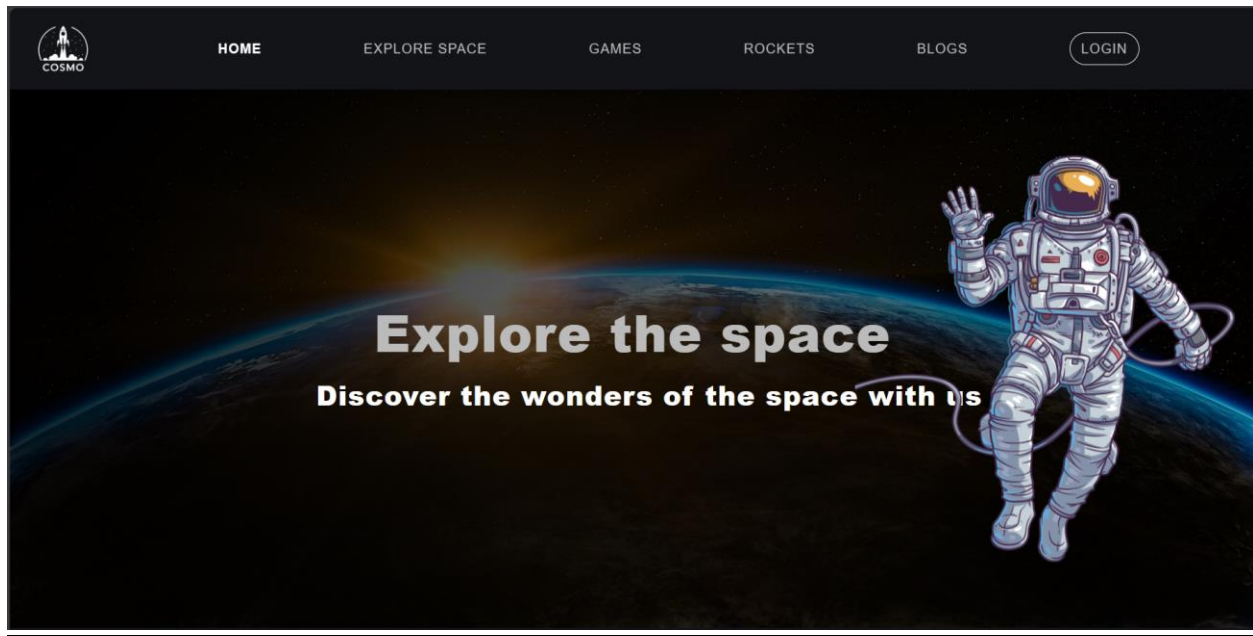 COSMO
HOME EXPLORE SPACE GAMES ROCKETS BLOGS LOGIN
Explore the space
Discover the wonders of the space with us